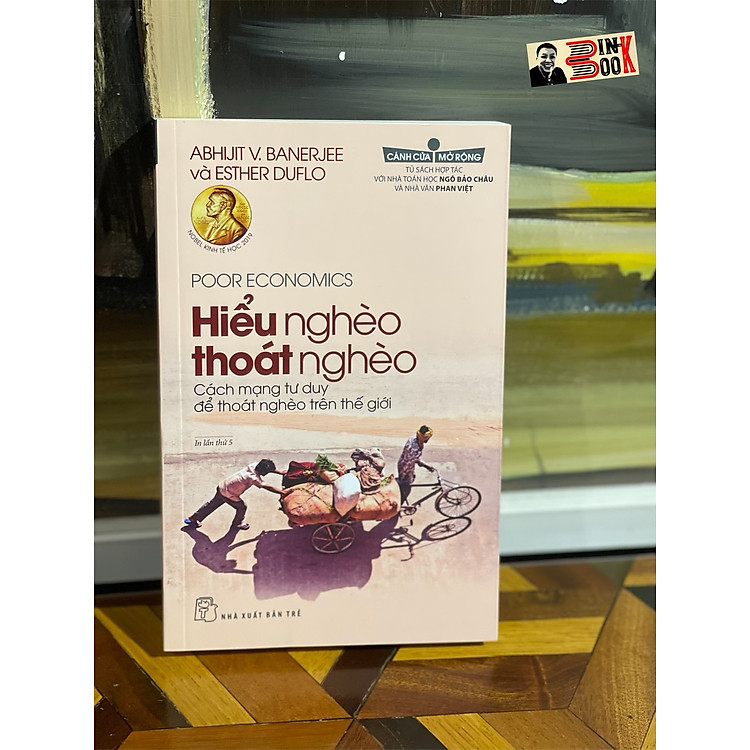 BIN BOOK
ABHIJIT V. BANERJEE
và ESTHER DUFLO
CÁNH CỬA MỞ RỘNG
TỦ SÁCH HỢP TÁC
VỚI NHÀ TOÁN HỌC NGÔ BẢO CHÂU
VÀ NHÀ VĂN PHAN VIỆT
NOBEL KINH TẾ HỌC 2019
POOR ECONOMICS
Hiểu nghèo
thoát nghèo
Cách mạng tư duy
để thoát nghèo trên thế giới
In lần thứ 5
NHÀ XUẤT BẢN TRẺ